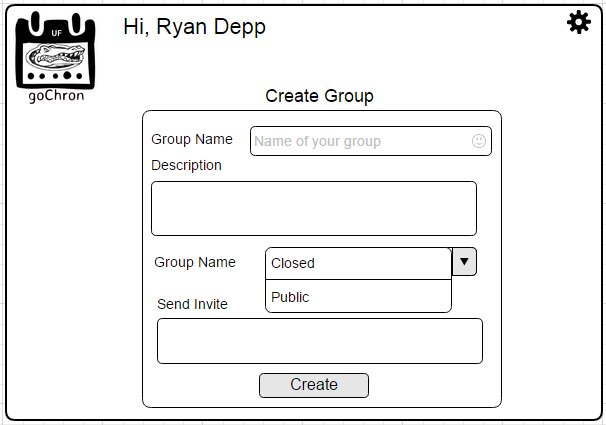 Hi, Ryan Depp
UF
goChron
Create Group
Group Name
Name of your group
Description
Group Name
Closed
Public
Send Invite
Create